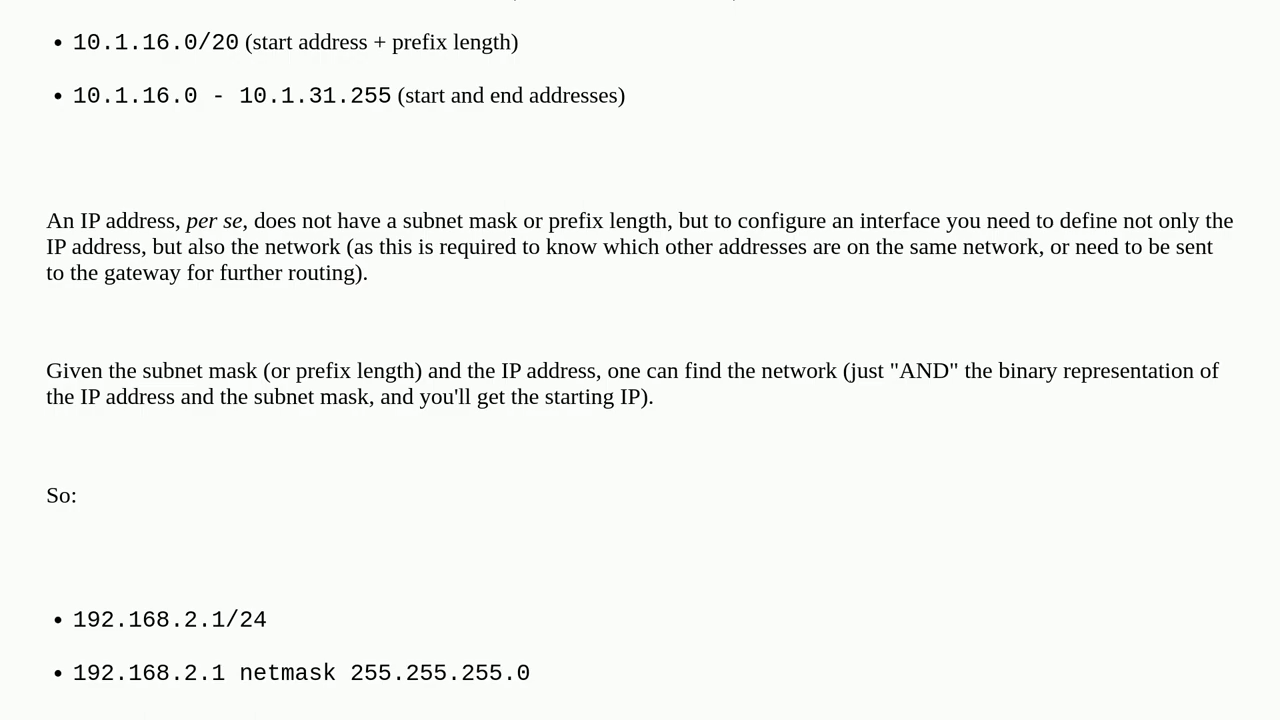 • 10.1.16.0/20 (start address + prefix length)
• 10.1.16.0 - 10.1.31.255 (start and end addresses)
An IP address, per se, does not have a subnet mask or prefix length, but to configure an interface you need to define not only the
IP address, but also the network (as this is required to know which other addresses are on the same network, or need to be sent
to the gateway for further routing).
Given the subnet mask (or prefix length) and the IP address, one can find the network (just "AND" the binary representation of
the IP address and the subnet mask, and you'll get the starting IP).
So:
• 192.168.2.1/24
• 192.168.2.1 netmask 255.255.255.0